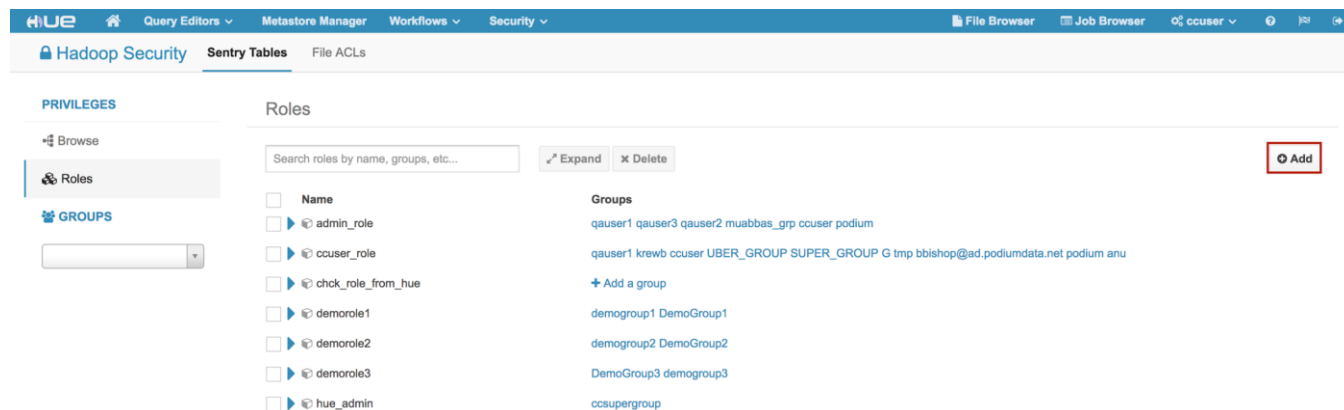 HUE Query Editors Metastore Manager Workflows Security File Browser Job Browser ccuser
Hadoop Security Sentry Tables File ACLs
PRIVILEGES
Roles
Browse
Search roles by name, groups, etc... Expand Delete Add
Roles
Name Groups
GROUPS
admin_role qauser1 qauser3 qauser2 muabbas_grp ccuser podium
ccuser_role qauser1 krewb ccuser UBER_GROUP SUPER_GROUP G tmp bbishop@ad.podiumdata.net podium anu
chck_role_from_hue + Add a group
demorole1 demogroup1 DemoGroup1
demorole2 demogroup2 DemoGroup2
demorole3 DemoGroup3 demogroup3
hue_admin ccsupergroup